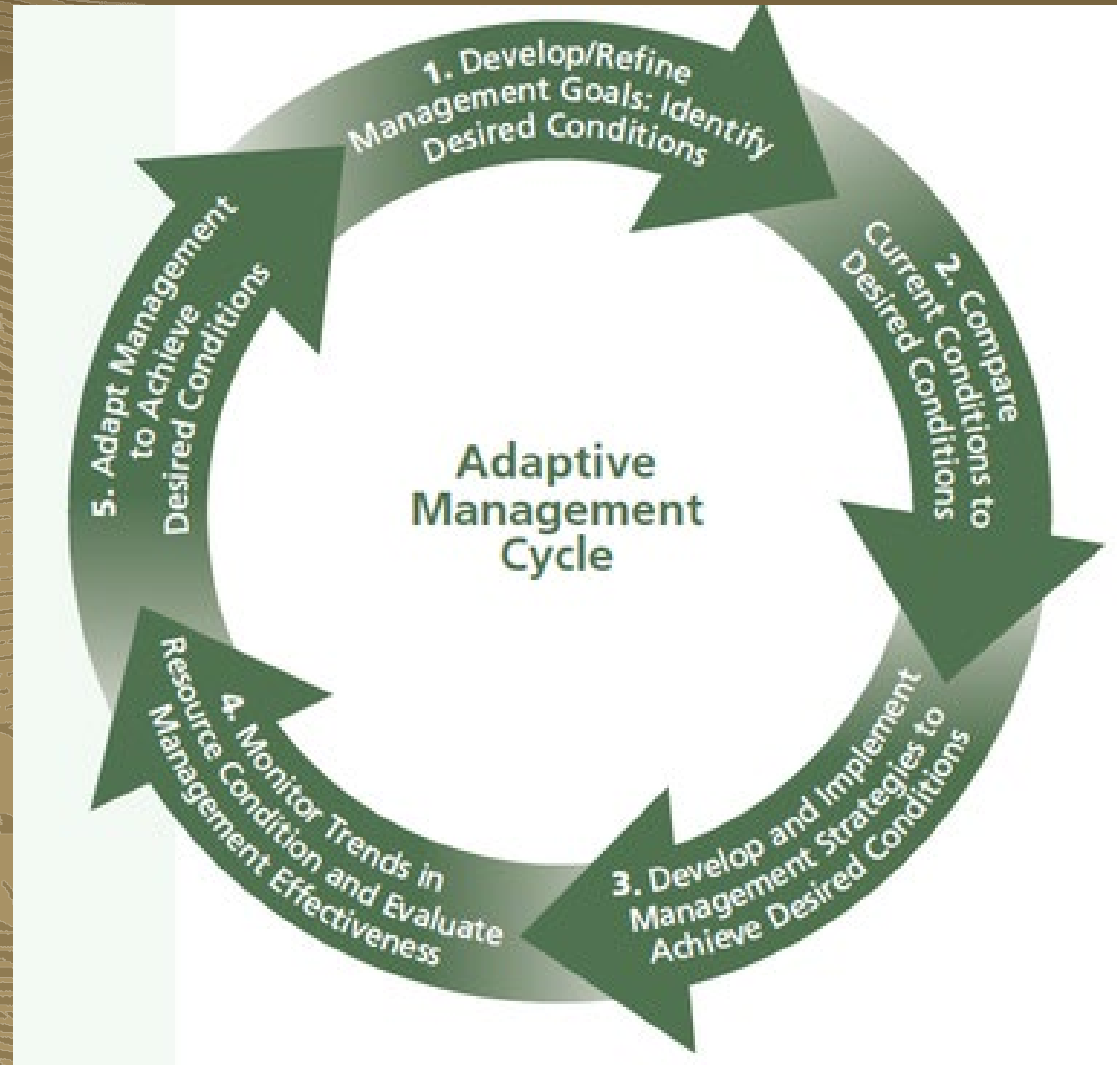 1. Develop/Refine
Management Goals: Identify
Desired Conditions
2. Compare
Current Conditions to
Desired Conditions
3. Develop and Implement
Management Strategies to
Achieve Desired Conditions
4. Monitor Trends in
Resource Condition and Evaluate
Management Effectiveness
5. Adapt Management
to Achieve
Desired Conditions
Adaptive
Management
Cycle